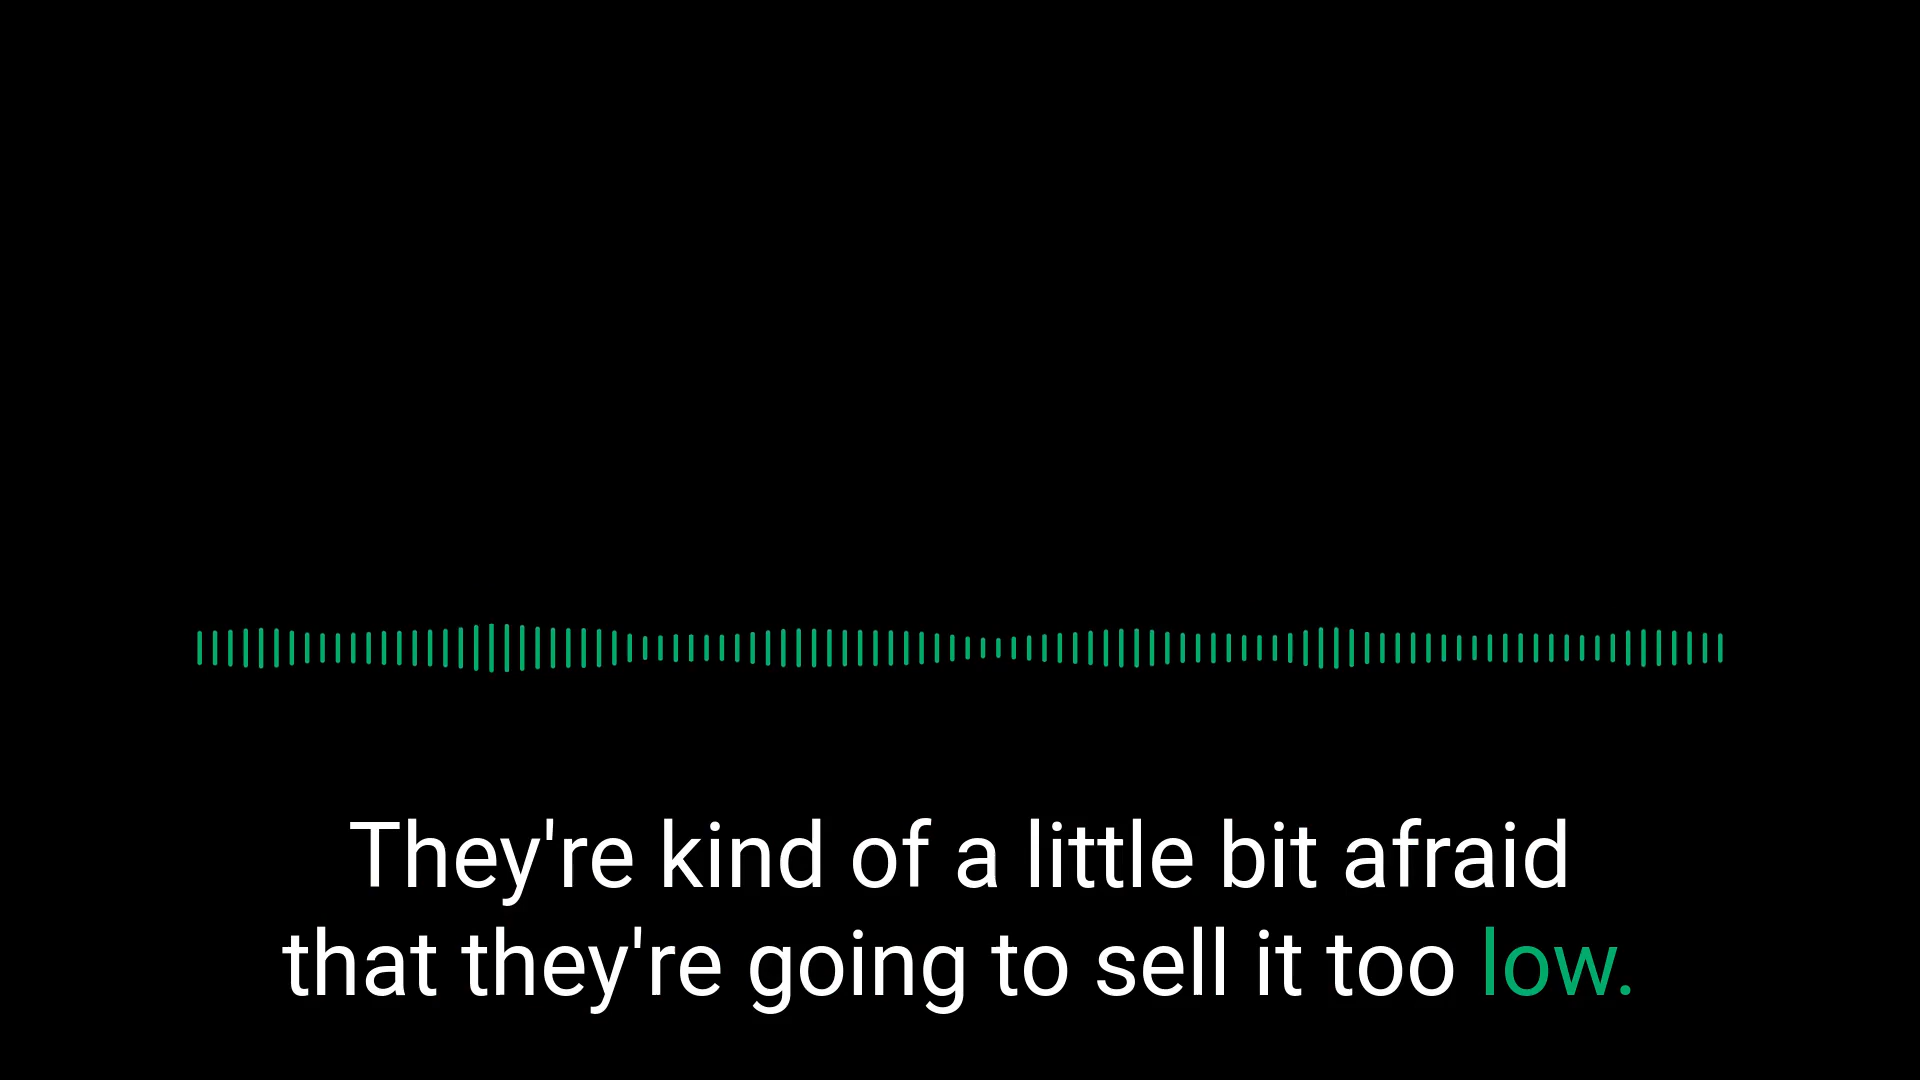 They're kind of a little bit afraid
that they're going to sell it too low.